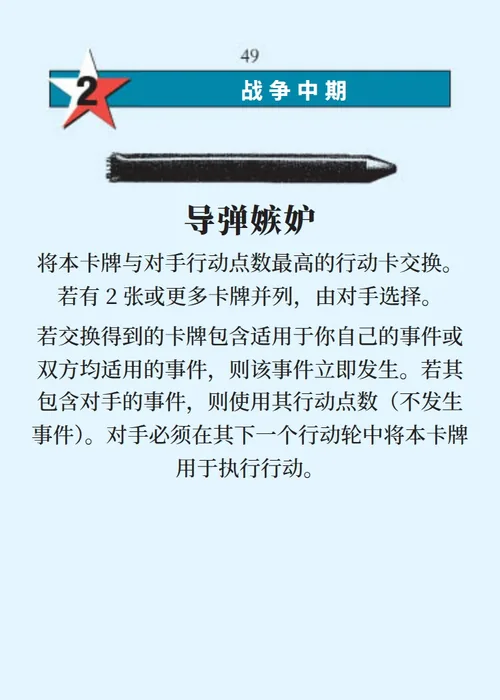 49
2
战争中期
导弹嫉妒
将本卡牌与对手行动点数最高的行动卡交换。
若有 2 张或更多卡牌并列，由对手选择。
若交换得到的卡牌包含适用于你自己的事件或
双方均适用的事件，则该事件立即发生。若其
包含对手的事件，则使用其行动点数（不发生
事件）。对手必须在其下一个行动轮中将本卡牌
用于执行行动。